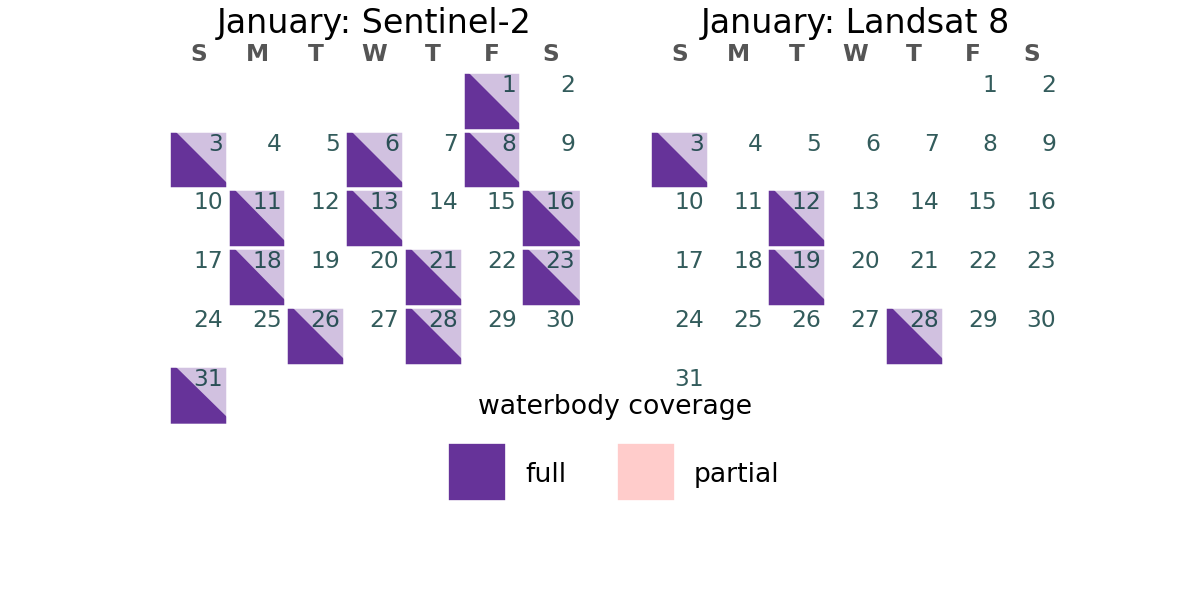 January: Sentinel-2
S M T W T F S
1 2
3 4 5 6 7 8 9
10 11 12 13 14 15 16
17 18 19 20 21 22 23
24 25 26 27 28 29 30
31
January: Landsat 8
S M T W T F S
1 2
3 4 5 6 7 8 9
10 11 12 13 14 15 16
17 18 19 20 21 22 23
24 25 26 27 28 29 30
31
waterbody coverage
full partial